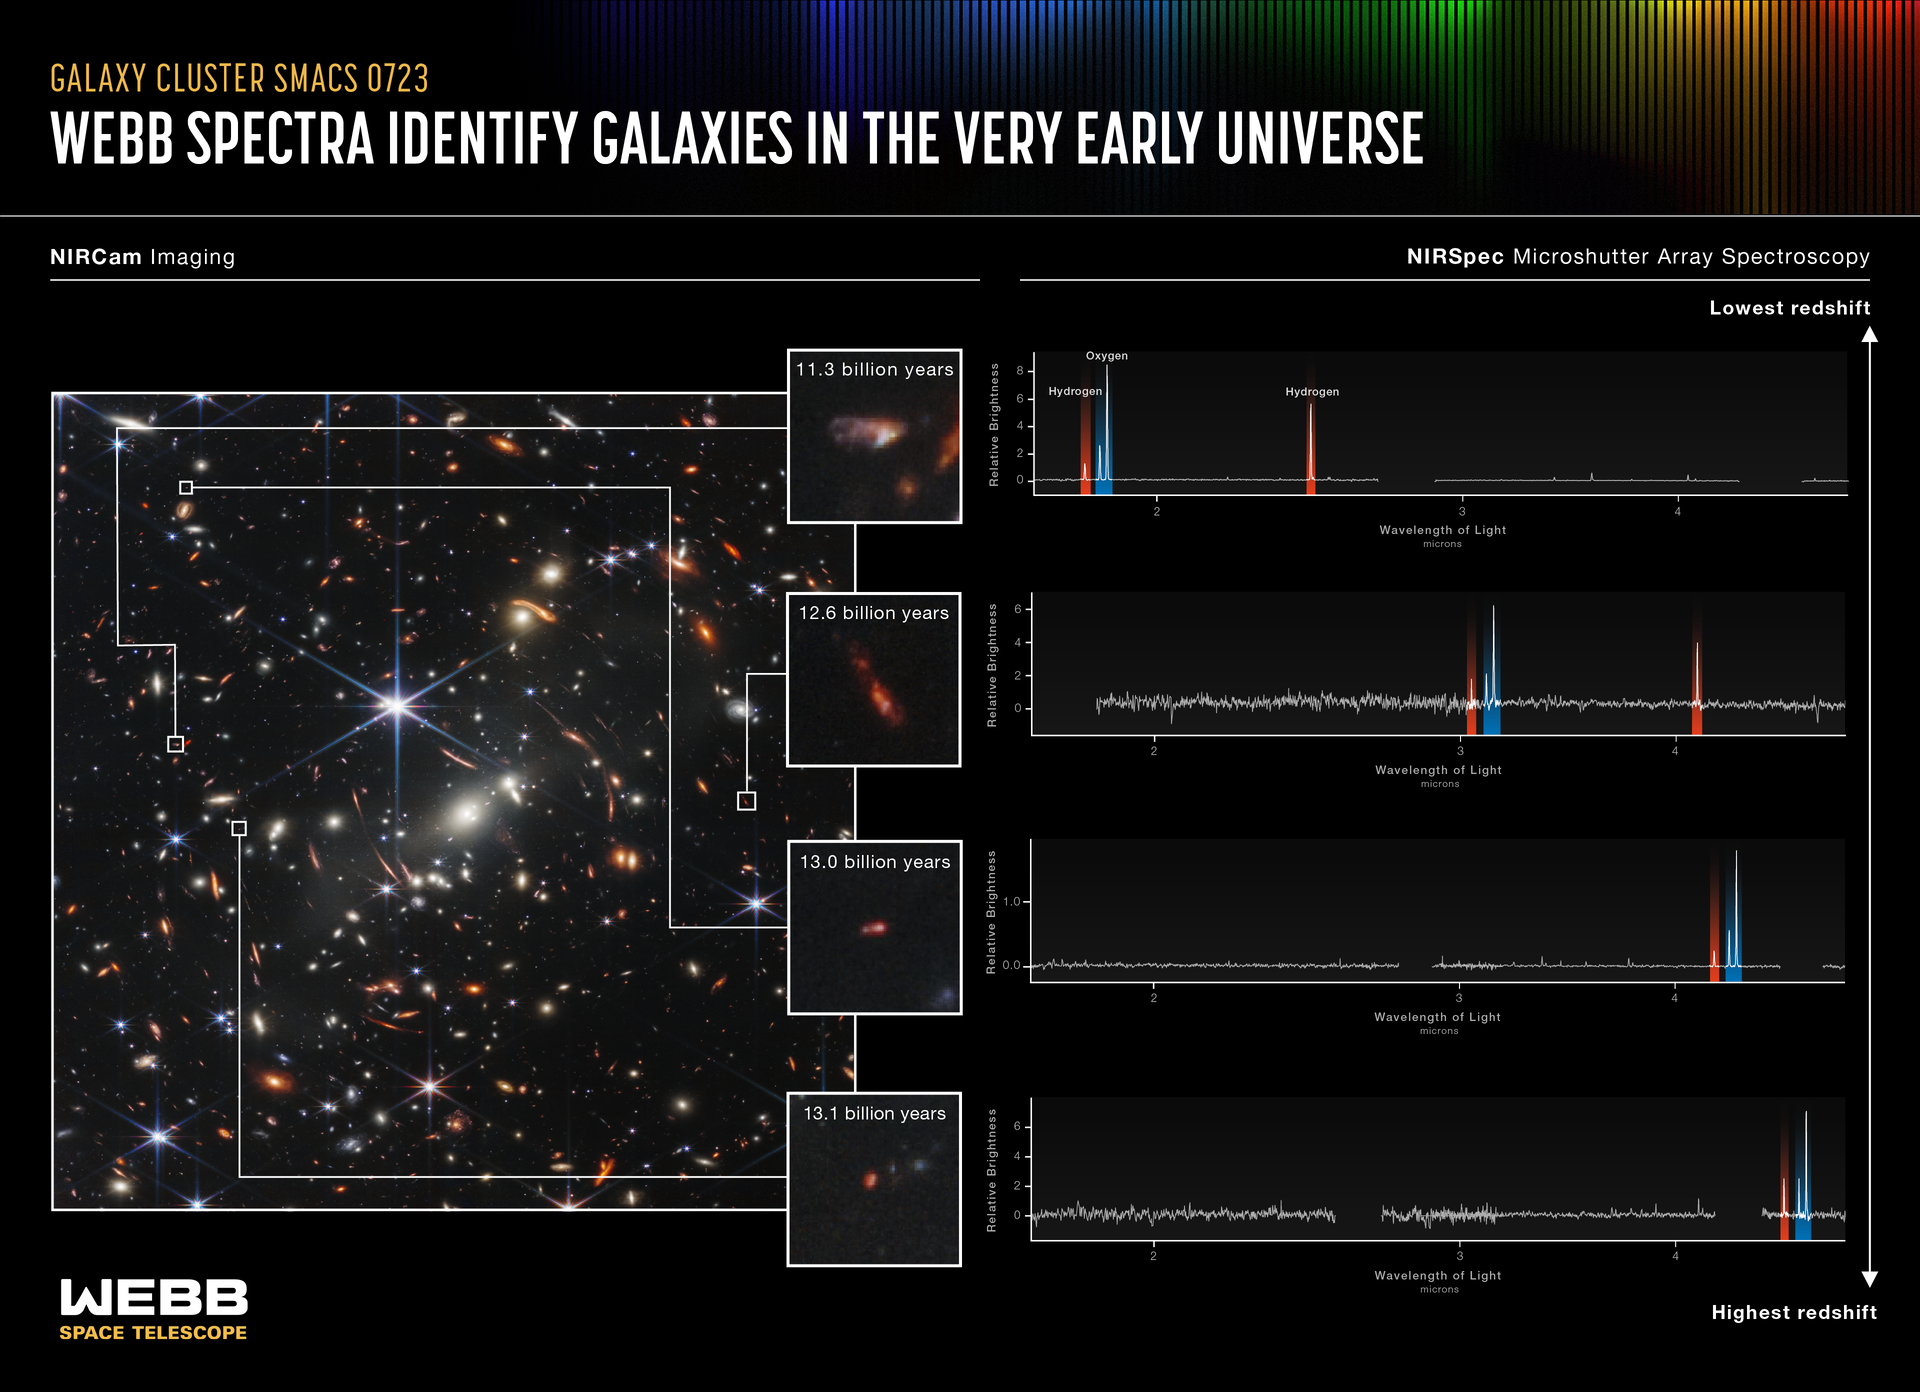 GALAXY CLUSTER SMACS 0723
WEBB SPECTRA IDENTIFY GALAXIES IN THE VERY EARLY UNIVERSE
NIRCam Imaging
NIRSpec Microshutter Array Spectroscopy
Lowest redshift
11.3 billion years
Relative Brightness
8
6
4
2
0
Oxygen
Hydrogen
Hydrogen
2
3
4
Wavelength of Light
microns
12.6 billion years
Relative Brightness
6
4
2
0
2
3
4
Wavelength of Light
microns
13.0 billion years
Relative Brightness
1.0
0.0
2
3
4
Wavelength of Light
microns
13.1 billion years
Relative Brightness
6
4
2
0
2
3
4
Wavelength of Light
microns
Highest redshift
WEBB
SPACE TELESCOPE